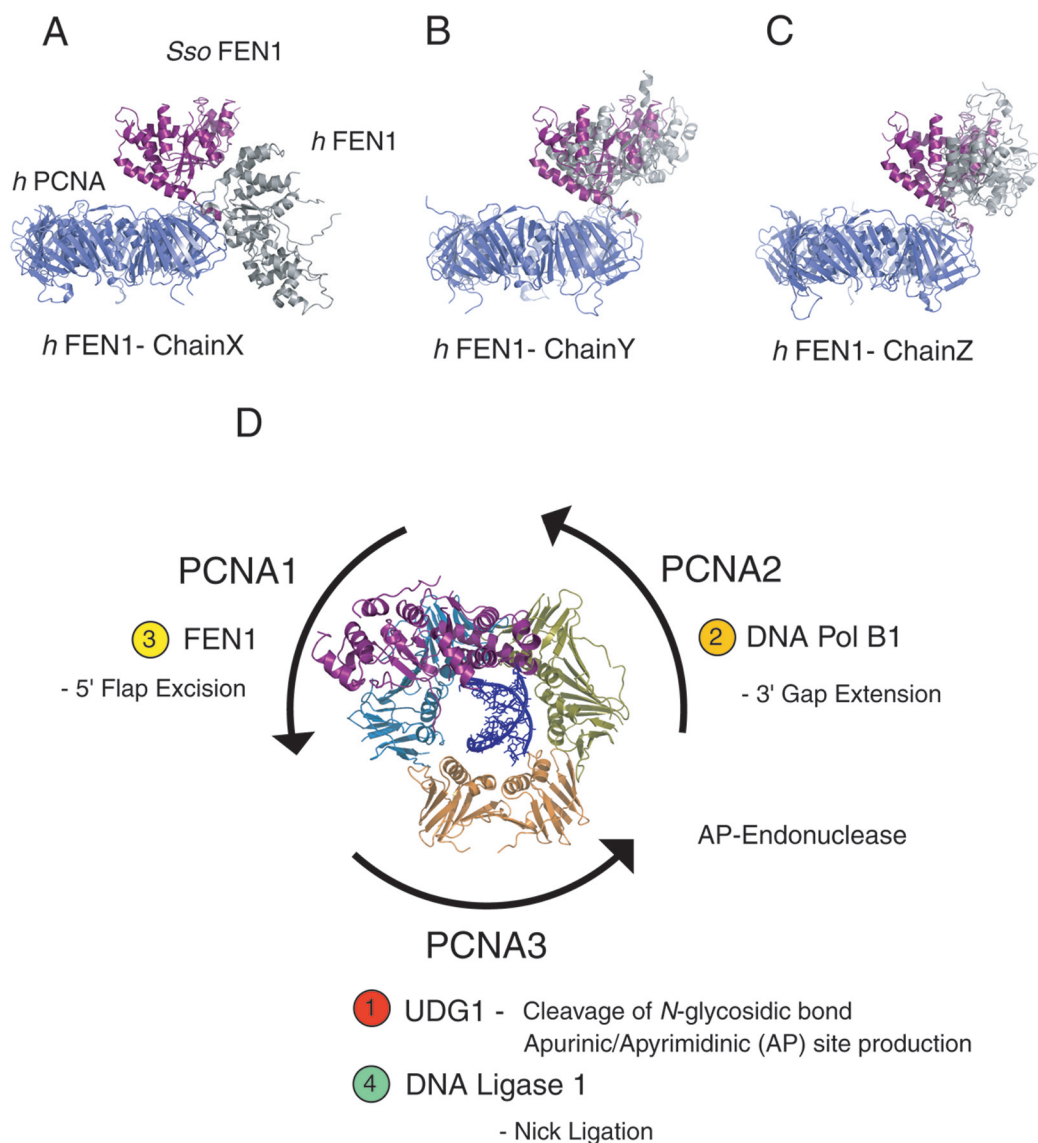 A
B
C
Sso FEN1
h FEN1
h PCNA
h FEN1- ChainX
h FEN1- ChainY
h FEN1- ChainZ
D
PCNA1
PCNA2
3 FEN1
2 DNA Pol B1
- 5' Flap Excision
- 3' Gap Extension
AP-Endonuclease
PCNA3
1 UDG1 - Cleavage of N-glycosidic bond
Apurinic/Apyrimidinic (AP) site production
4 DNA Ligase 1
- Nick Ligation